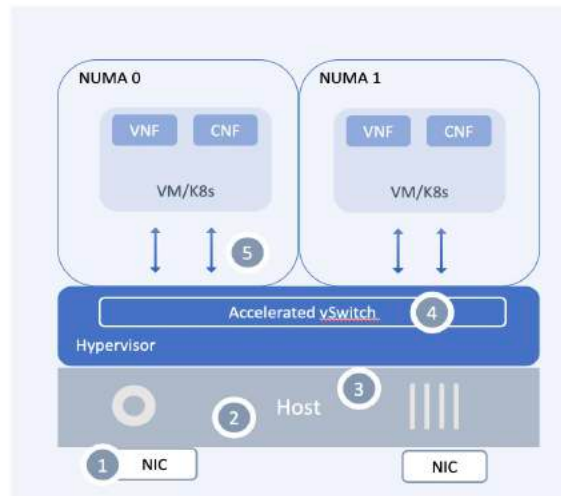 NUMA 0 NUMA 1
VNF CNF VNF CNF
VM/K8s VM/K8s
5
Accelerated vSwitch 4
Hypervisor
3
2 Host
1 NIC NIC